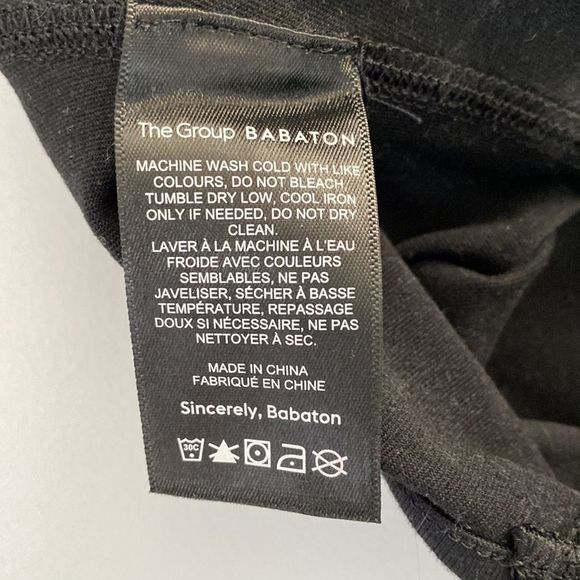 The Group BABATON
MACHINE WASH COLD WITH LIKE
COLOURS, DO NOT BLEACH,
TUMBLE DRY LOW, COOL IRON
ONLY IF NEEDED, DO NOT DRY
CLEAN.
LAVER À LA MACHINE À L'EAU
FROIDE AVEC COULEURS
SEMBLABLES, NE PAS
JAVELISER, SÉCHER À BASSE
TEMPÉRATURE, REPASSAGE
DOUX SI NÉCESSAIRE, NE PAS
NETTOYER À SEC.
MADE IN CHINA
FABRIQUÉ EN CHINE
Sincerely, Babaton
30C